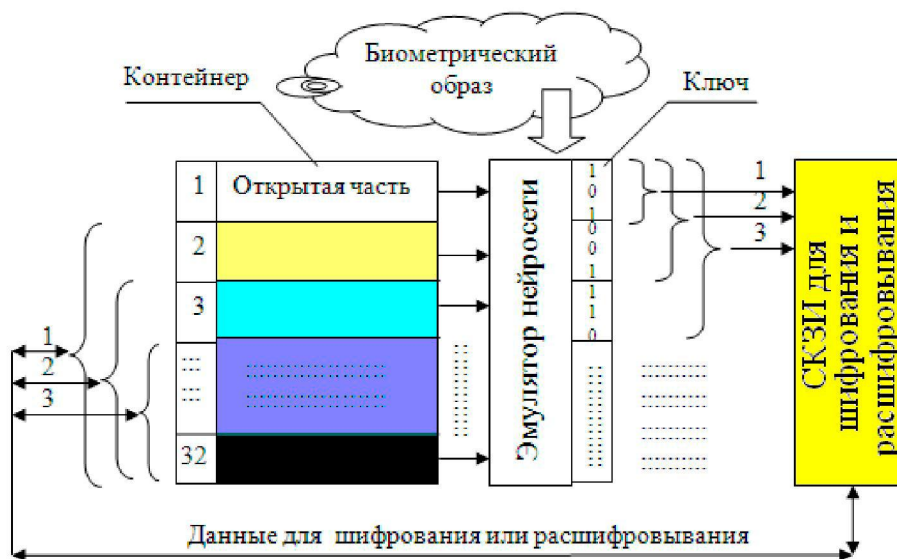 Биометрический
образ
Контейнер
Ключ
1 Открытая часть
2
3
32
1
2
3
Эмулятор нейросети
1
0
1
0
0
1
1
1
0
1
2
3
СКЗИ для
шифрования и
расшифровывания
Данные для шифрования или расшифровывания